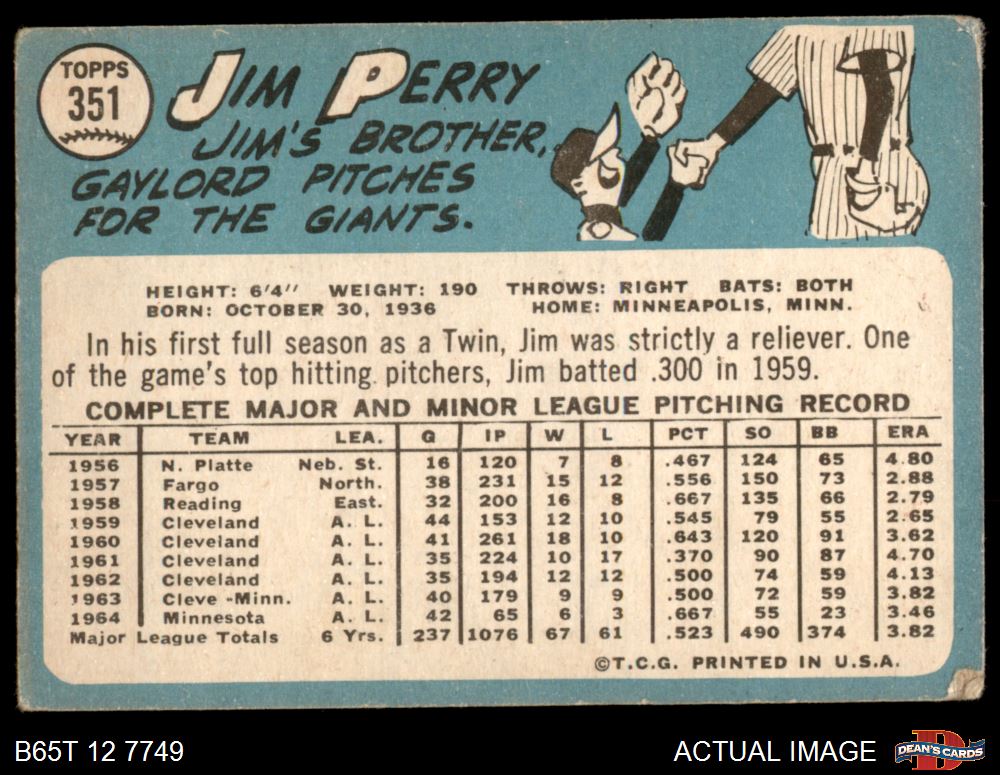 TOPPS
351
JIM PERRY
JIM'S BROTHER,
GAYLORD PITCHES
FOR THE GIANTS.
HEIGHT: 6'4" WEIGHT: 190 THROWS: RIGHT BATS: BOTH
BORN: OCTOBER 30, 1936 HOME: MINNEAPOLIS, MINN.
In his first full season as a Twin, Jim was strictly a reliever. One
of the game's top hitting pitchers, Jim batted .300 in 1959.
COMPLETE MAJOR AND MINOR LEAGUE PITCHING RECORD
YEAR TEAM LEA. G IP W L PCT SO BB ERA
1956 N. Platte Neb. St. 16 120 7 8 .467 124 65 4.80
1957 Fargo North. 38 231 15 12 .556 150 73 2.88
1958 Reading East. 32 200 16 8 .667 135 66 2.79
1959 Cleveland A. L. 44 153 12 10 .545 79 55 2.65
1960 Cleveland A. L. 41 261 18 10 .643 120 91 3.62
1961 Cleveland A. L. 35 224 10 17 .370 90 87 4.70
1962 Cleveland A. L. 35 194 12 12 .500 74 59 4.13
1963 Cleve-Minn. A. L. 40 179 9 9 .500 72 59 3.82
1964 Minnesota A. L. 42 65 6 3 .667 55 23 3.46
Major League Totals 6 Yrs. 237 1076 67 61 .523 490 374 3.82
©T.C.G. PRINTED IN U.S.A.
B65T 12 7749 ACTUAL IMAGE DEAN'S CARDS